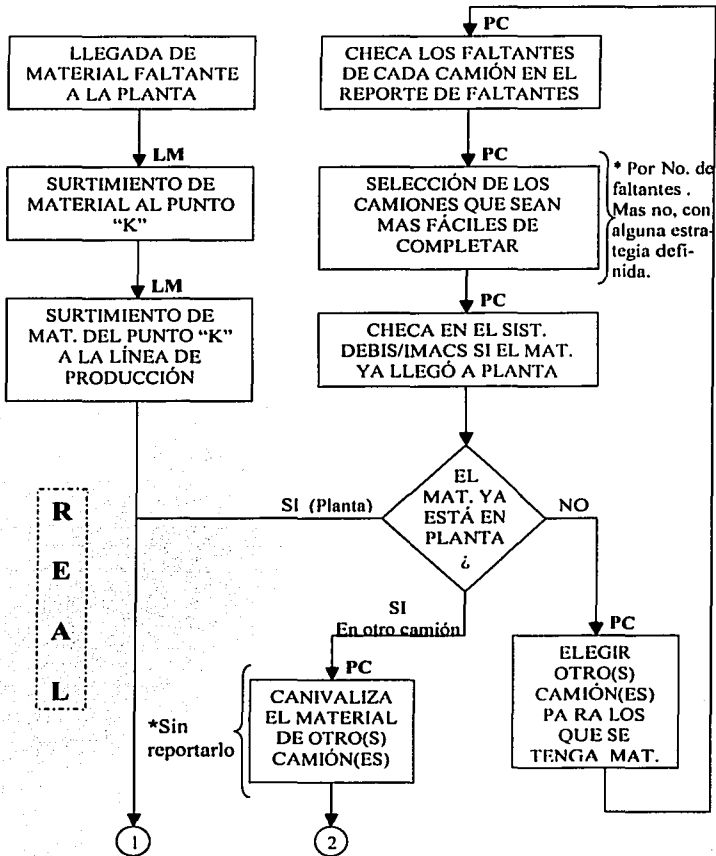 LLEGADA DE
MATERIAL FALTANTE
A LA PLANTA
LM
SURTIMIENTO DE
MATERIAL AL PUNTO
“K”
LM
SURTIMIENTO DE
MAT. DEL PUNTO “K”
A LA LÍNEA DE
PRODUCCIÓN
R
E
A
L
PC
CHECA LOS FALTANTES
DE CADA CAMIÓN EN EL
REPORTE DE FALTANTES
PC
SELECCIÓN DE LOS
CAMIONES QUE SEAN
MAS FÁCILES DE
COMPLETAR
* Por No. de
faltantes .
Mas no, con
alguna estra-
tegia defi-
nida.
PC
CHECA EN EL SIST.
DEBIS/IMACS SI EL MAT.
YA LLEGÓ A PLANTA
EL
MAT. YA
ESTÁ EN
PLANTA
¿
SI (Planta)
NO
SI
En otro camión
PC
CANIVALIZA
EL MATERIAL
DE OTRO(S)
CAMIÓN(ES)
*Sin
reportarlo
PC
ELEGIR
OTRO(S)
CAMIÓN(ES)
PA RA LOS
QUE SE
TENGA MAT.
1
2